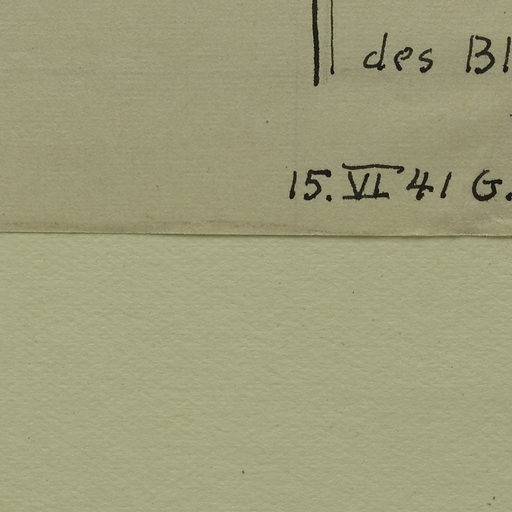 des Bl
15. VI 41 G.